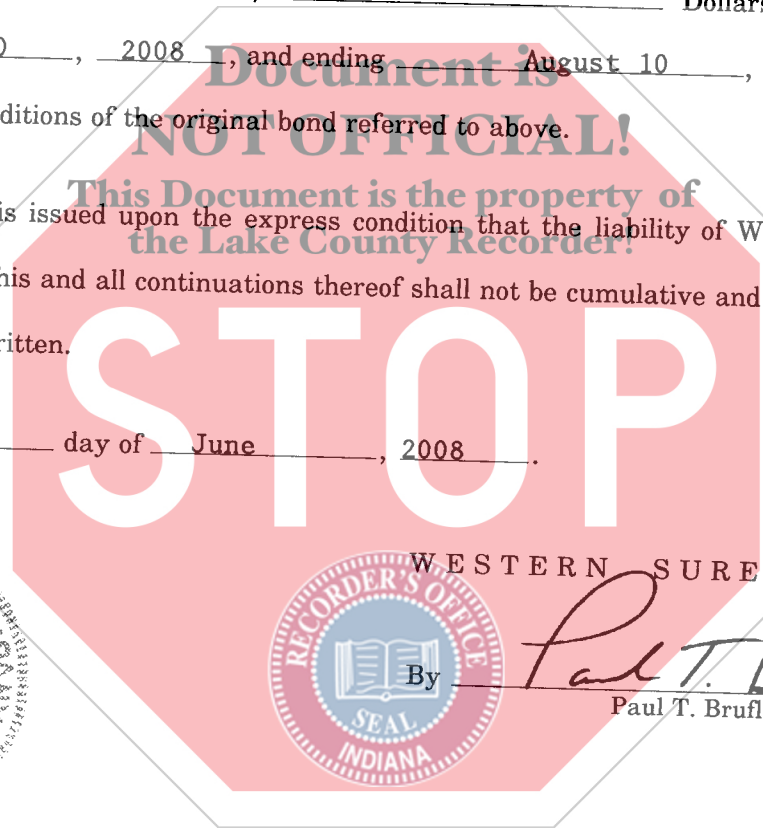 Dollars
0, 2008, and ending August 10,
Document is
ditions of the original bond referred to above.
NOT OFFICIAL!
This Document is the property of
is issued upon the express condition that the liability of W
the Lake County Recorder!
his and all continuations thereof shall not be cumulative and
ritten.
STOP
day of June, 2008.
WESTERN SURE
RECORDER'S OFFICE
SEAL
INDIANA
By Paul T.
Paul T. Brufl